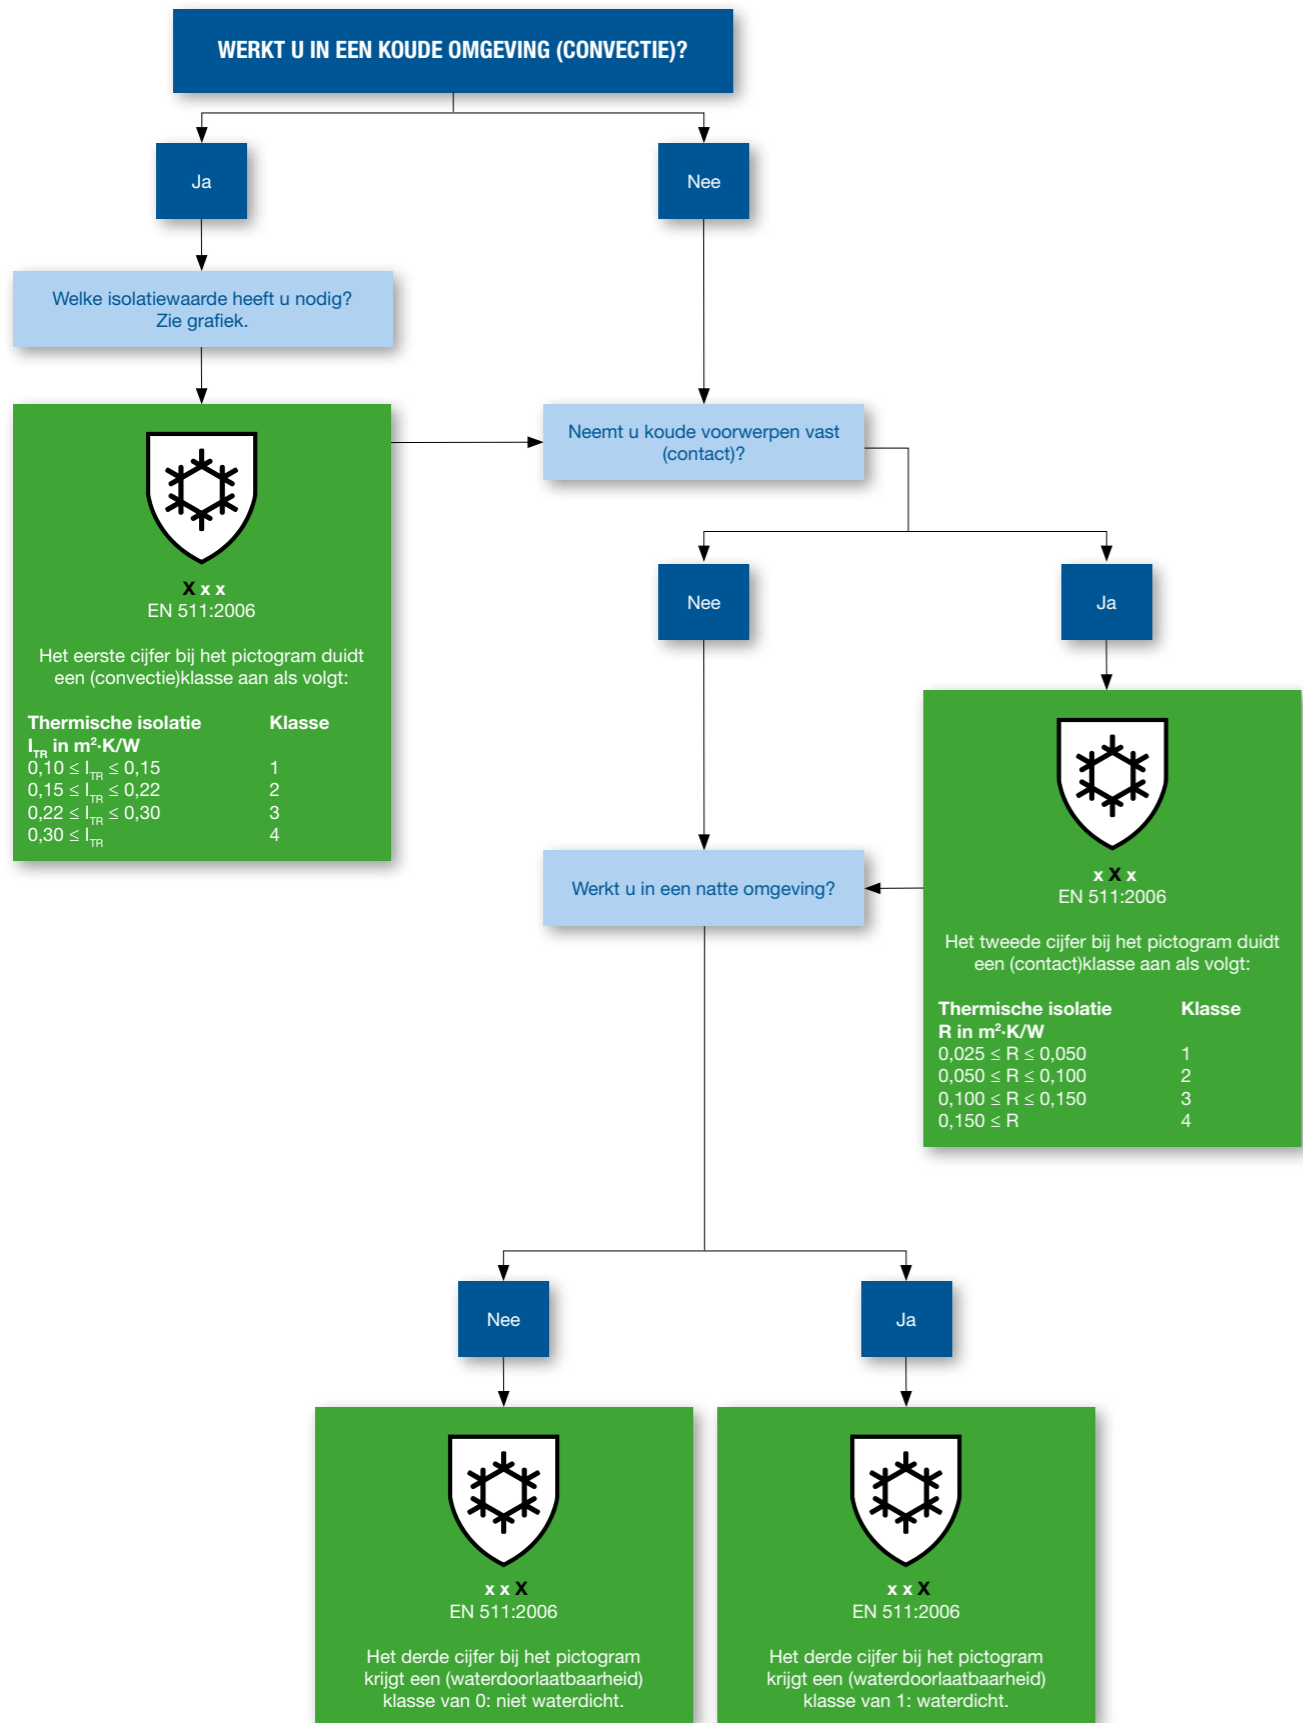 WERKT U IN EEN KOUDE OMGEVING (CONVECTIE)?
Ja
Nee
Welke isolatiewaarde heeft u nodig?
Zie grafiek.
X x x
EN 511:2006
Het eerste cijfer bij het pictogram duidt
een (convectie)klasse aan als volgt:
Thermische isolatie Klasse
I_TR in m²·K/W
0,10 ≤ I_TR ≤ 0,15 1
0,15 ≤ I_TR ≤ 0,22 2
0,22 ≤ I_TR ≤ 0,30 3
0,30 ≤ I_TR 4
Neemt u koude voorwerpen vast
(contact)?
Nee
Ja
x X x
EN 511:2006
Het tweede cijfer bij het pictogram duidt
een (contact)klasse aan als volgt:
Thermische isolatie Klasse
R in m²·K/W
0,025 ≤ R ≤ 0,050 1
0,050 ≤ R ≤ 0,100 2
0,100 ≤ R ≤ 0,150 3
0,150 ≤ R 4
Werkt u in een natte omgeving?
Nee
Ja
x x X
EN 511:2006
Het derde cijfer bij het pictogram
krijgt een (waterdoorlaatbaarheid)
klasse van 0: niet waterdicht.
x x X
EN 511:2006
Het derde cijfer bij het pictogram
krijgt een (waterdoorlaatbaarheid)
klasse van 1: waterdicht.